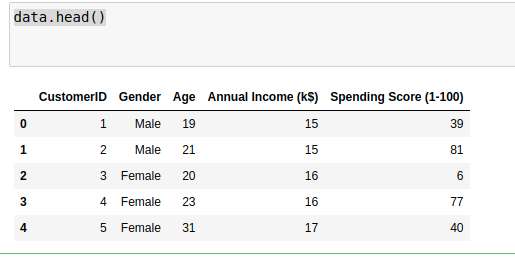 data.head()
CustomerID Gender Age Annual Income (k$) Spending Score (1-100)
0 1 Male 19 15 39
1 2 Male 21 15 81
2 3 Female 20 16 6
3 4 Female 23 16 77
4 5 Female 31 17 40